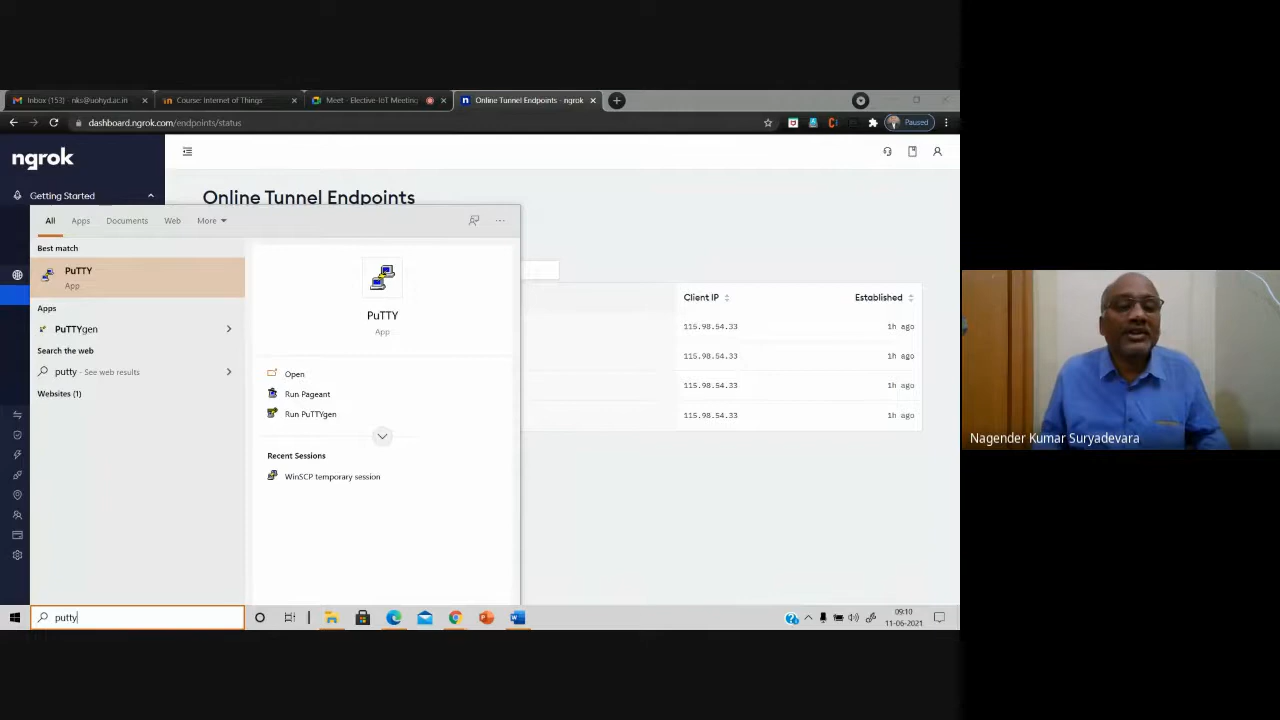 Inbox (153) - nks@uohyd.ac.in
Course: Internet of Things
Meet - Elective-IoT Meeting
Online Tunnel Endpoints - ngrok
dashboard.ngrok.com/endpoints/status
Paused
ngrok
Getting Started
Online Tunnel Endpoints
All
Apps
Documents
Web
More
Best match
PuTTY
App
Apps
PuTTYgen
Search the web
putty - See web results
Websites (1)
PuTTY
App
Open
Run Pageant
Run PuTTYgen
Recent Sessions
WinSCP temporary session
Client IP
Established
115.98.54.33
1h ago
115.98.54.33
1h ago
115.98.54.33
1h ago
115.98.54.33
1h ago
Nagender Kumar Suryadevara
putty
09:10
11-06-2021